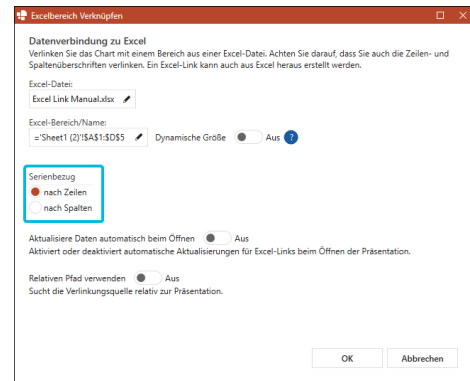 Excelbereich Verknüpfen
Datenverbindung zu Excel
Verlinken Sie das Chart mit einem Bereich aus einer Excel-Datei. Achten Sie darauf, dass Sie auch die Zeilen- und
Spaltenüberschriften verlinken. Ein Excel-Link kann auch aus Excel heraus erstellt werden.
Excel-Datei:
Excel Link Manual.xlsx
Excel-Bereich/Name:
='Sheet1 (2)'!$A$1:$D$5 Dynamische Größe Aus ?
Serienbezug
nach Zeilen
nach Spalten
Aktualisiere Daten automatisch beim Öffnen Aus
Aktiviert oder deaktiviert automatische Aktualisierungen für Excel-Links beim Öffnen der Präsentation.
Relativen Pfad verwenden Aus
Sucht die Verlinkungsquelle relativ zur Präsentation.
OK Abbrechen